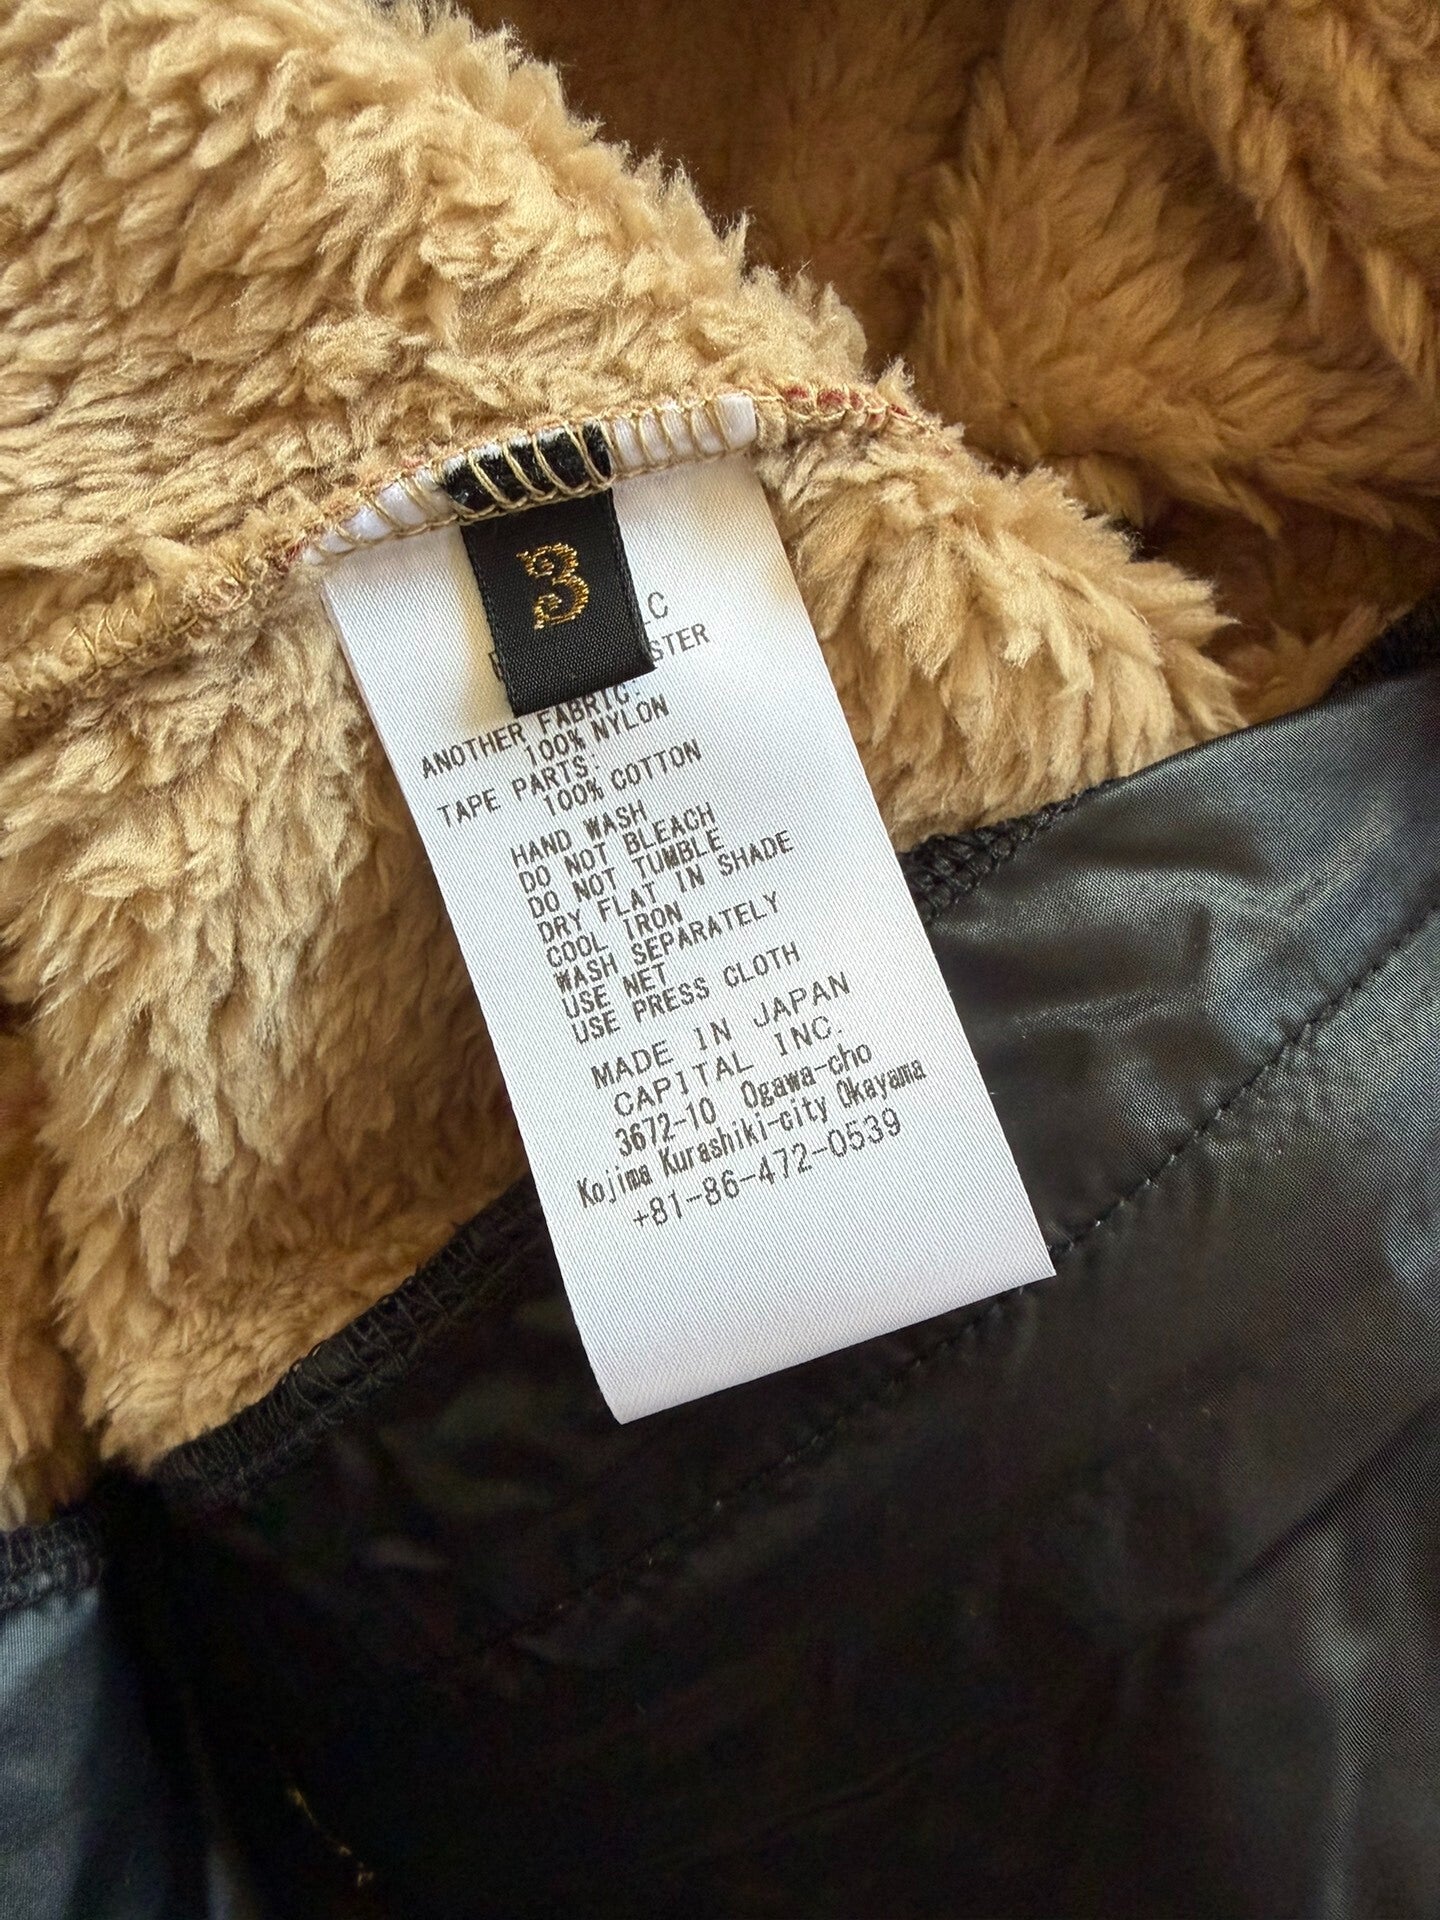 3
ANOTHER FABRIC:
100% NYLON
TAPE PARTS:
100% COTTON
HAND WASH
DO NOT BLEACH
DO NOT TUMBLE
DRY FLAT IN SHADE
COOL IRON
WASH SEPARATELY
USE NET
USE PRESS CLOTH
MADE IN JAPAN
CAPITAL INC.
3672-10 Ogawa-cho
Kojima Kurashiki-city Okayama
+81-86-472-0539